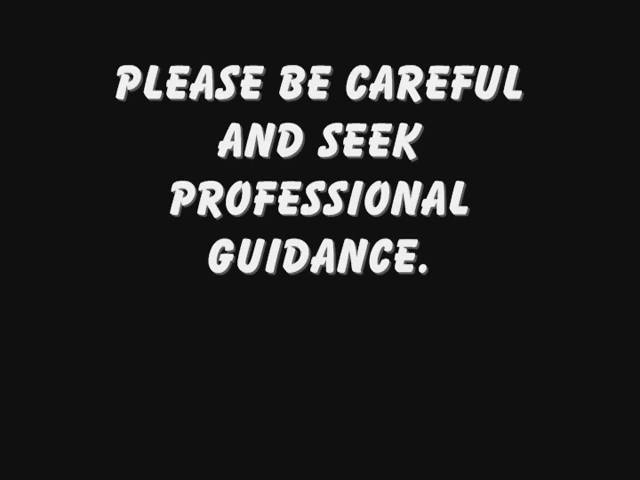 PLEASE BE CAREFUL
AND SEEK
PROFESSIONAL
GUIDANCE.